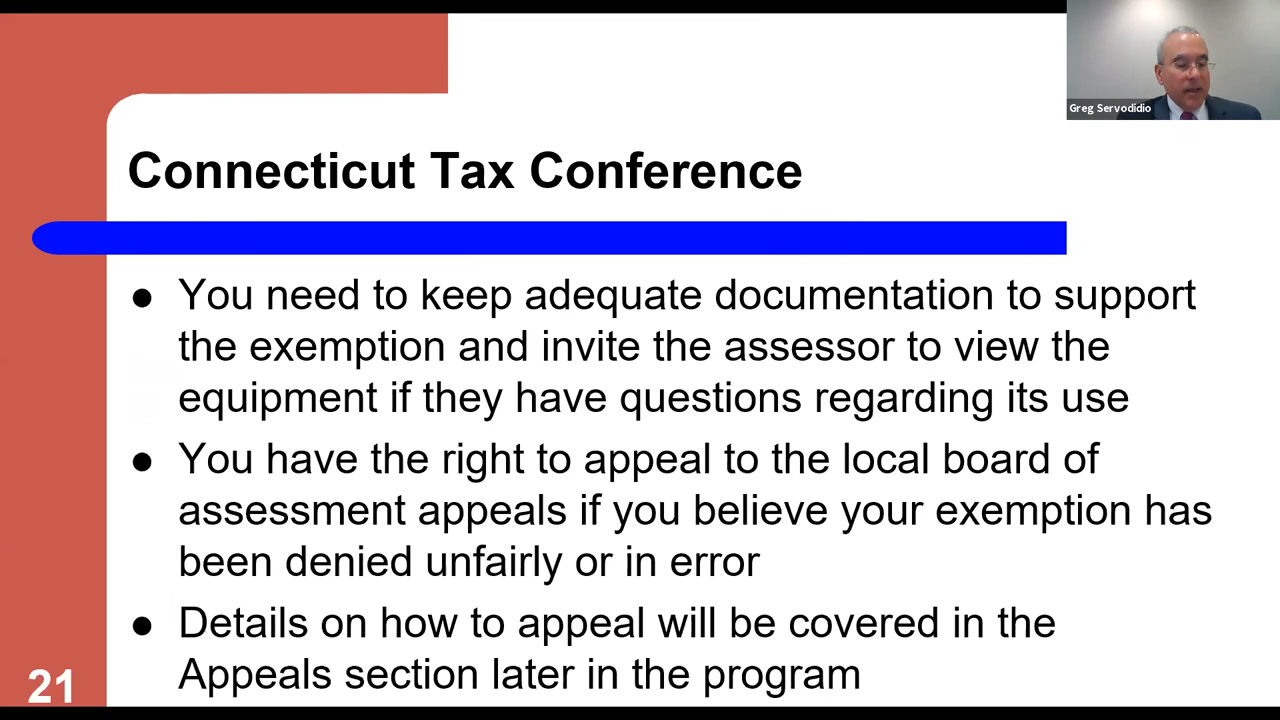 Greg Servodidio
Connecticut Tax Conference
● You need to keep adequate documentation to support
the exemption and invite the assessor to view the
equipment if they have questions regarding its use
● You have the right to appeal to the local board of
assessment appeals if you believe your exemption has
been denied unfairly or in error
● Details on how to appeal will be covered in the
Appeals section later in the program
21